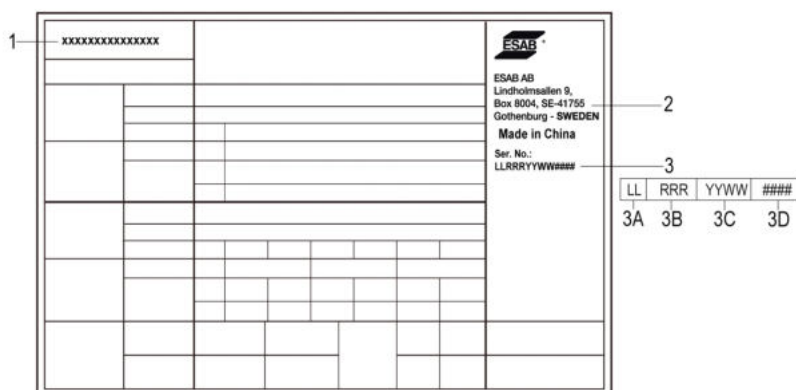 1
XXXXXXXXXXXXXXX
ESAB
ESAB AB
Lindholmsallen 9,
Box 8004, SE-41755
2
Gothenburg - SWEDEN
Made in China
Ser. No.:
LLRRRYYWW####
3
LL RRR YYWW ####
3A 3B 3C 3D